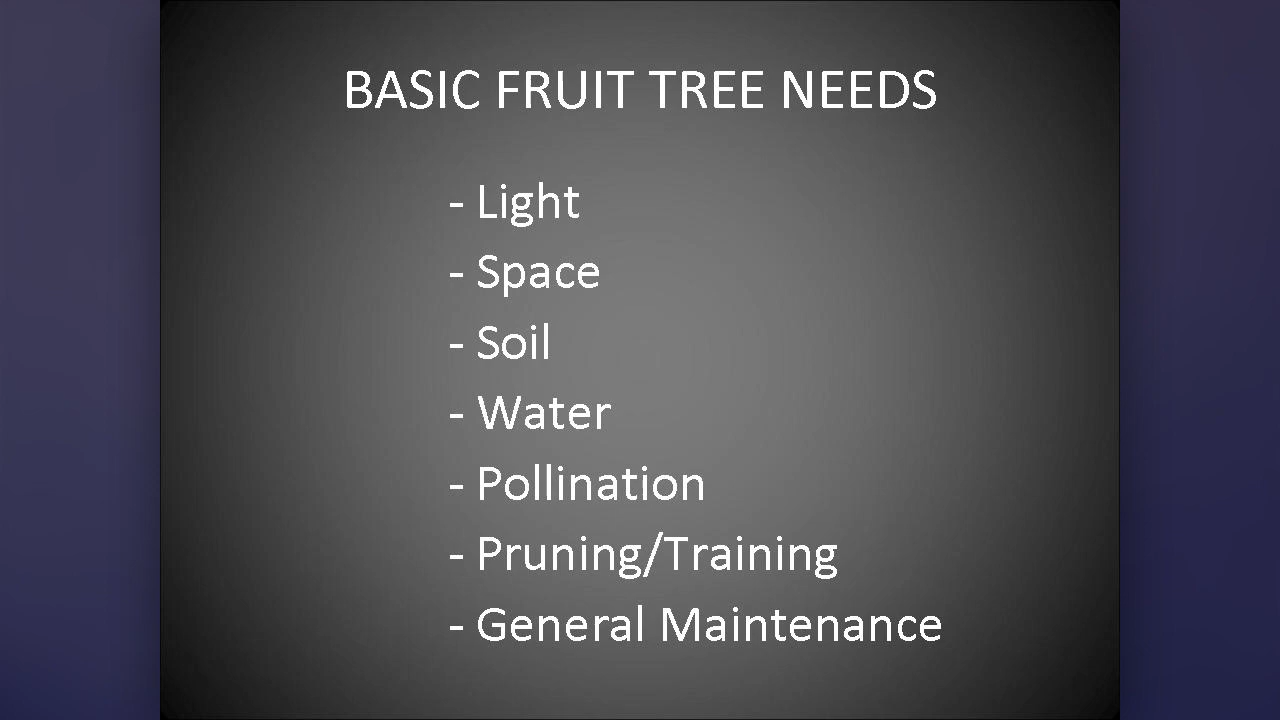 BASIC FRUIT TREE NEEDS
- Light
- Space
- Soil
- Water
- Pollination
- Pruning/Training
- General Maintenance